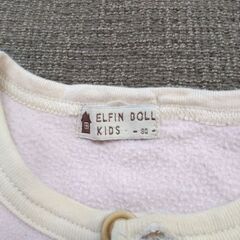 ELFIN DOLL
KIDS - 80 -